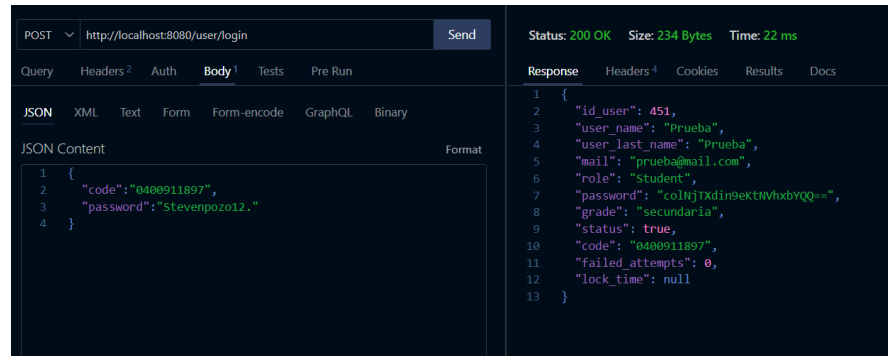 POST http://localhost:8080/user/login Send
Query Headers 2 Auth Body 1 Tests Pre Run
JSON XML Text Form Form-encode GraphQL Binary
JSON Content Format
1 {
2 "code":"0400911897",
3 "password":"Stevenpozo12."
4 }
Status: 200 OK Size: 234 Bytes Time: 22 ms
Response Headers 4 Cookies Results Docs
1 {
2 "id_user": 451,
3 "user_name": "Prueba",
4 "user_last_name": "Prueba",
5 "mail": "prueba@mail.com",
6 "role": "Student",
7 "password": "colNjTXdin9eKtNVhxbYQQ==",
8 "grade": "secundaria",
9 "status": true,
10 "code": "0400911897",
11 "failed_attempts": 0,
12 "lock_time": null
13 }